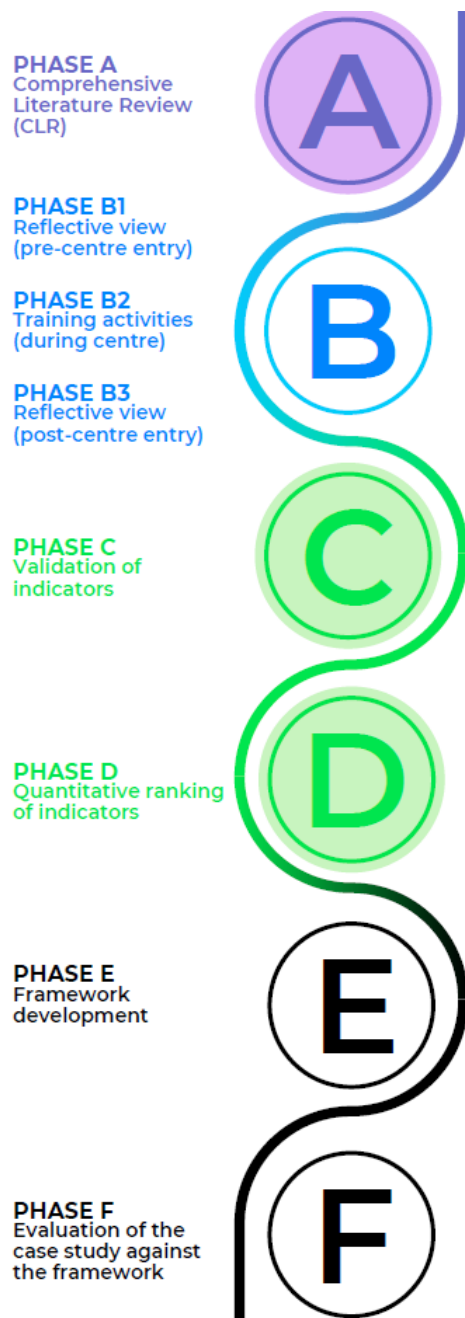 PHASE A
Comprehensive
Literature Review
(CLR)
A
PHASE B1
Reflective view
(pre-centre entry)
PHASE B2
Training activities
(during centre)
B
PHASE B3
Reflective view
(post-centre entry)
PHASE C
Validation of
indicators
C
PHASE D
Quantitative ranking
of indicators
D
PHASE E
Framework
development
E
PHASE F
Evaluation of the
case study against
the framework
F